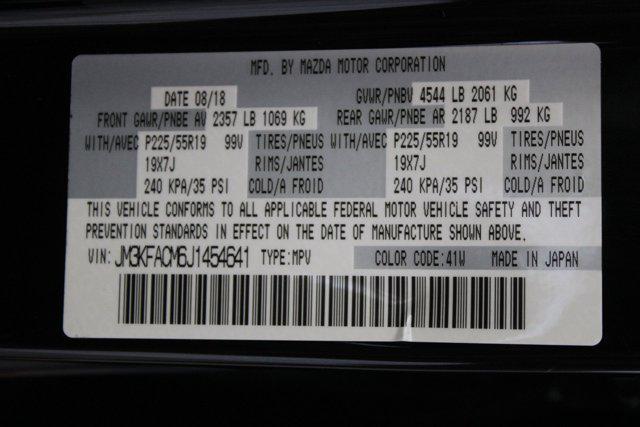 MFD. BY MAZDA MOTOR CORPORATION
DATE 08/18 GVWR/PNBV 4544 LB 2061 KG
FRONT GAWR/PNBE AV 2357 LB 1069 KG REAR GAWR/PNBE AR 2187 LB 992 KG
WITH/AVEC P225/55R19 99V TIRES/PNEUS WITH/AVEC P225/55R19 99V TIRES/PNEUS
19X7J RIMS/JANTES 19X7J RIMS/JANTES
240 KPA/35 PSI COLD/A FROID 240 KPA/35 PSI COLD/A FROID
THIS VEHICLE CONFORMS TO ALL APPLICABLE FEDERAL MOTOR VEHICLE SAFETY AND THEFT
PREVENTION STANDARDS IN EFFECT ON THE DATE OF MANUFACTURE SHOWN ABOVE.
VIN: JM3KFACM6J1454641 TYPE:MPV COLOR CODE:41W MADE IN JAPAN